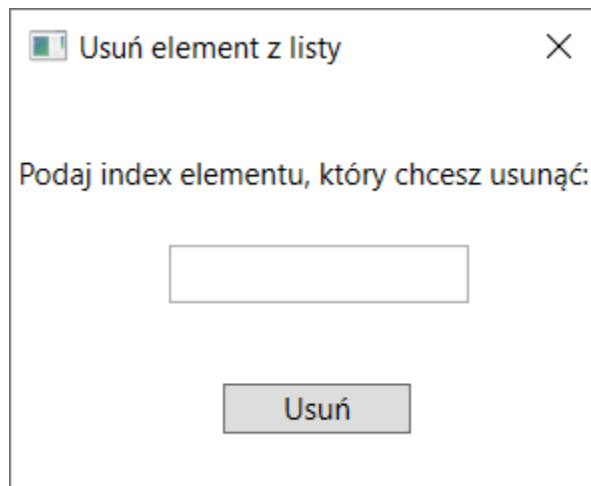 Usuń element z listy
Podaj index elementu, który chcesz usunąć:
Usuń